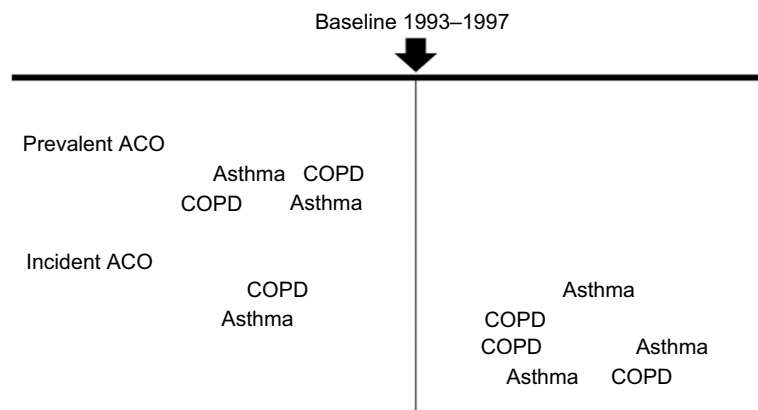 Baseline 1993–1997
Prevalent ACO
Asthma COPD
COPD Asthma
Incident ACO
COPD Asthma
Asthma COPD
COPD Asthma
Asthma COPD